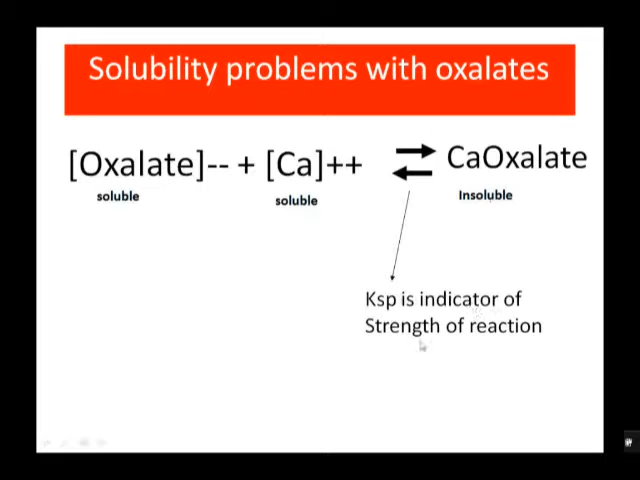 Solubility problems with oxalates
[Oxalate]-- + [Ca]++ ⇄ CaOxalate
soluble soluble Insoluble
Ksp is indicator of
Strength of reaction